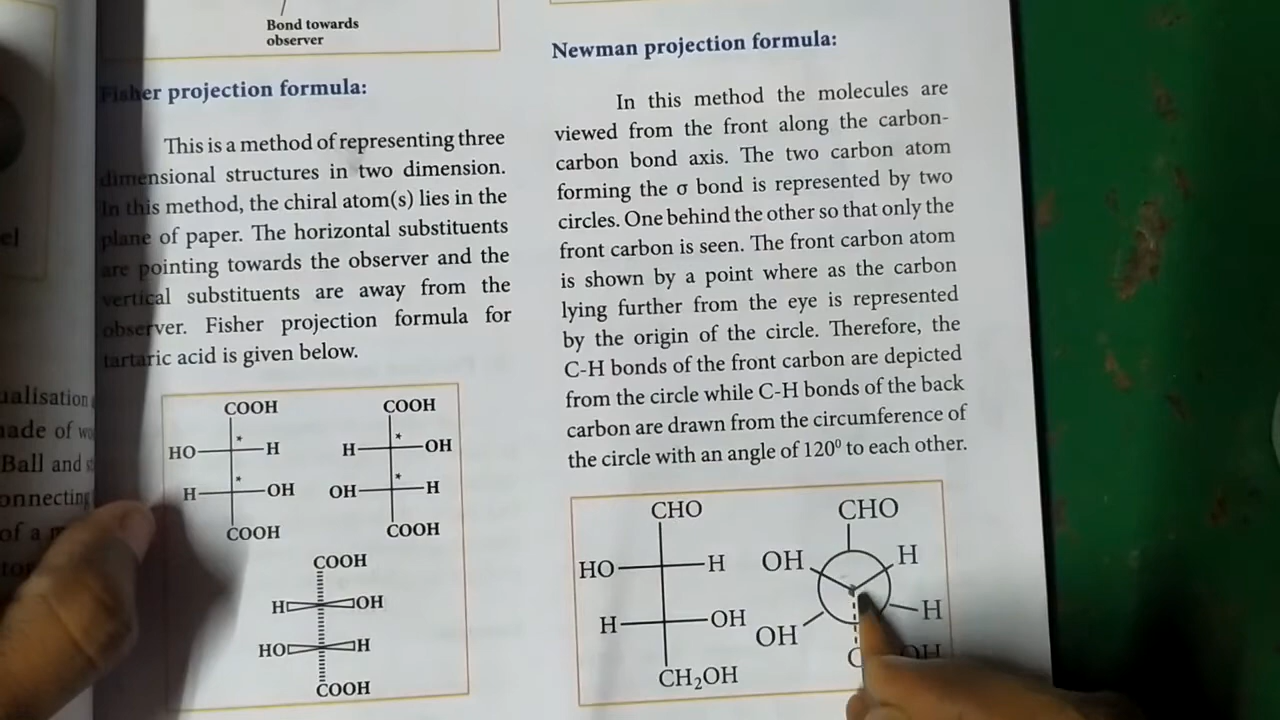 Bond towards
observer
Fisher projection formula:
This is a method of representing three
dimensional structures in two dimension.
In this method, the chiral atom(s) lies in the
plane of paper. The horizontal substituents
are pointing towards the observer and the
vertical substituents are away from the
observer. Fisher projection formula for
tartaric acid is given below.
COOH COOH
HO H H OH
* *
H OH OH H
* *
COOH COOH
COOH
H OH
HO H
COOH
Newman projection formula:
In this method the molecules are
viewed from the front along the carbon-
carbon bond axis. The two carbon atom
forming the σ bond is represented by two
circles. One behind the other so that only the
front carbon is seen. The front carbon atom
is shown by a point where as the carbon
lying further from the eye is represented
by the origin of the circle. Therefore, the
C-H bonds of the front carbon are depicted
from the circle while C-H bonds of the back
carbon are drawn from the circumference of
the circle with an angle of 120⁰ to each other.
CHO CHO
HO H OH H
H OH OH H
CH₂OH C OH
ualisation
Ball and
onnecting
of a